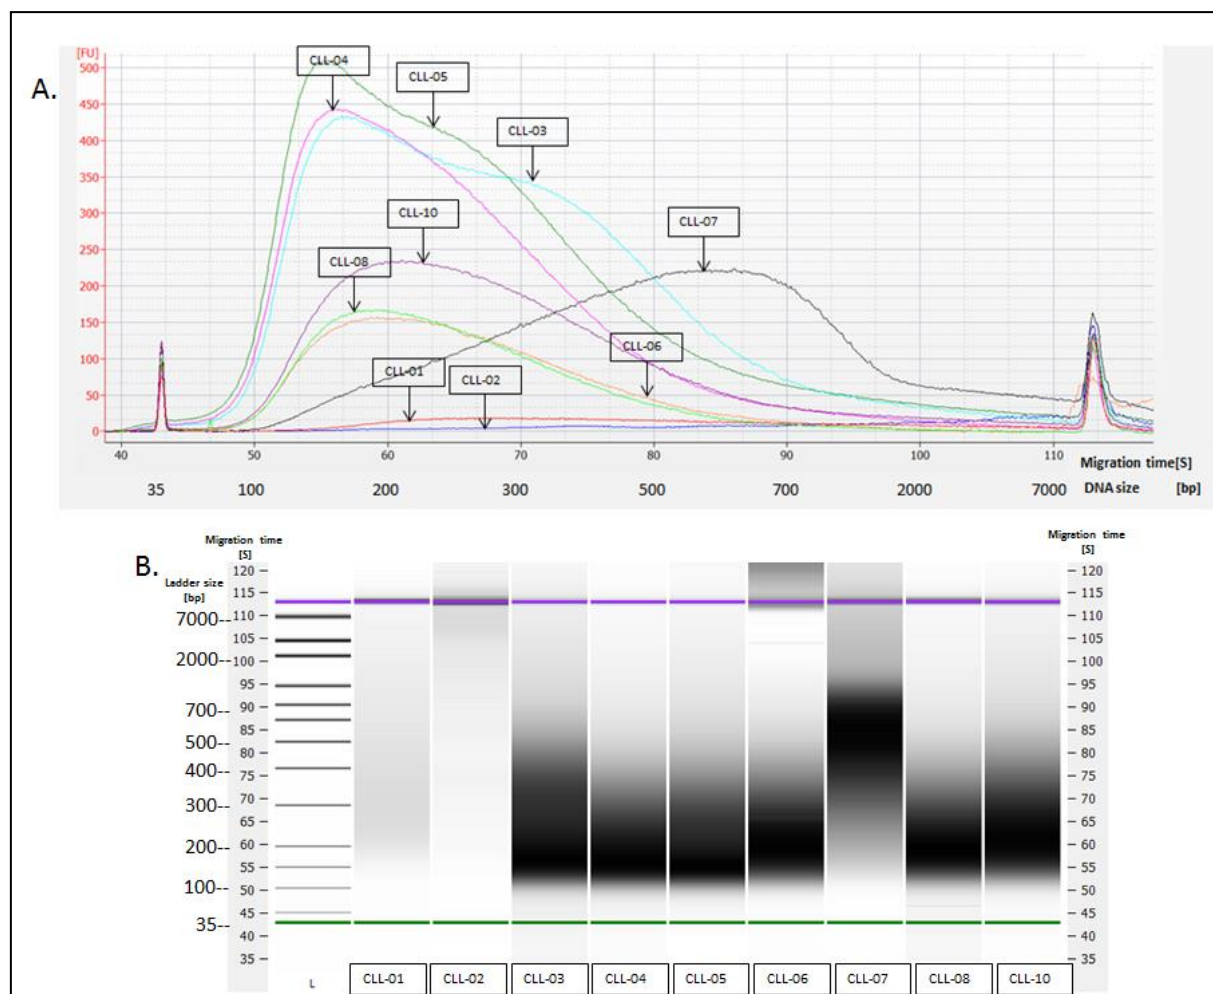 A.
[FU]
500
450
400
350
300
250
200
150
100
50
0
CLL-04
CLL-05
CLL-03
CLL-10
CLL-07
CLL-08
CLL-06
CLL-01
CLL-02
40 50 60 70 80 90 100 110 Migration time[S]
35 100 200 300 500 700 2000 7000 DNA size [bp]
B.
Migration time
[S]
Ladder size
[bp]
7000--
2000--
700--
500--
400--
300--
200--
100--
35--
120
115
110
105
100
95
90
85
80
75
70
65
60
55
50
45
40
35
Migration time
[S]
120
115
110
105
100
95
90
85
80
75
70
65
60
55
50
45
40
35
L CLL-01 CLL-02 CLL-03 CLL-04 CLL-05 CLL-06 CLL-07 CLL-08 CLL-10